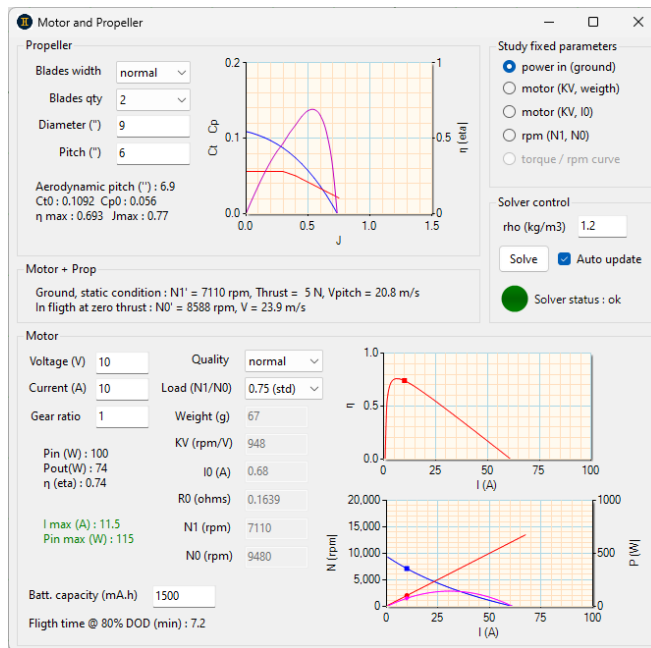 Motor and Propeller
Propeller
Blades width normal
Blades qty 2
Diameter (") 9
Pitch (") 6
Aerodynamic pitch (") : 6.9
Ct0 : 0.1092 Cp0 : 0.056
η max : 0.693 Jmax : 0.77
0.2
0.1
0.0
Ct Cp
1
0.5
0
η [eta]
0.0 0.5 1.0 1.5
J
Study fixed parameters
power in (ground)
motor (KV, weigth)
motor (KV, I0)
rpm (N1, N0)
torque / rpm curve
Solver control
rho (kg/m3) 1.2
Solve Auto update
Solver status : ok
Motor + Prop
Ground, static condition : N1' = 7110 rpm, Thrust = 5 N, Vpitch = 20.8 m/s
In fligth at zero thrust : N0' = 8588 rpm, V = 23.9 m/s
Motor
Voltage (V) 10
Current (A) 10
Gear ratio 1
Pin (W) : 100
Pout(W) : 74
η (eta) : 0.74
I max (A) : 11.5
Pin max (W) : 115
Quality normal
Load (N1/N0) 0.75 (std)
Weight (g) 67
KV (rpm/V) 948
I0 (A) 0.68
R0 (ohms) 0.1639
N1 (rpm) 7110
N0 (rpm) 9480
Batt. capacity (mA.h) 1500
Fligth time @ 80% DOD (min) : 7.2
1.0
0.5
0.0
η
0 25 50 75 100
I (A)
20,000
15,000
10,000
5,000
0
N [rpm]
1000
500
0
P [W]
0 25 50 75 100
I (A)